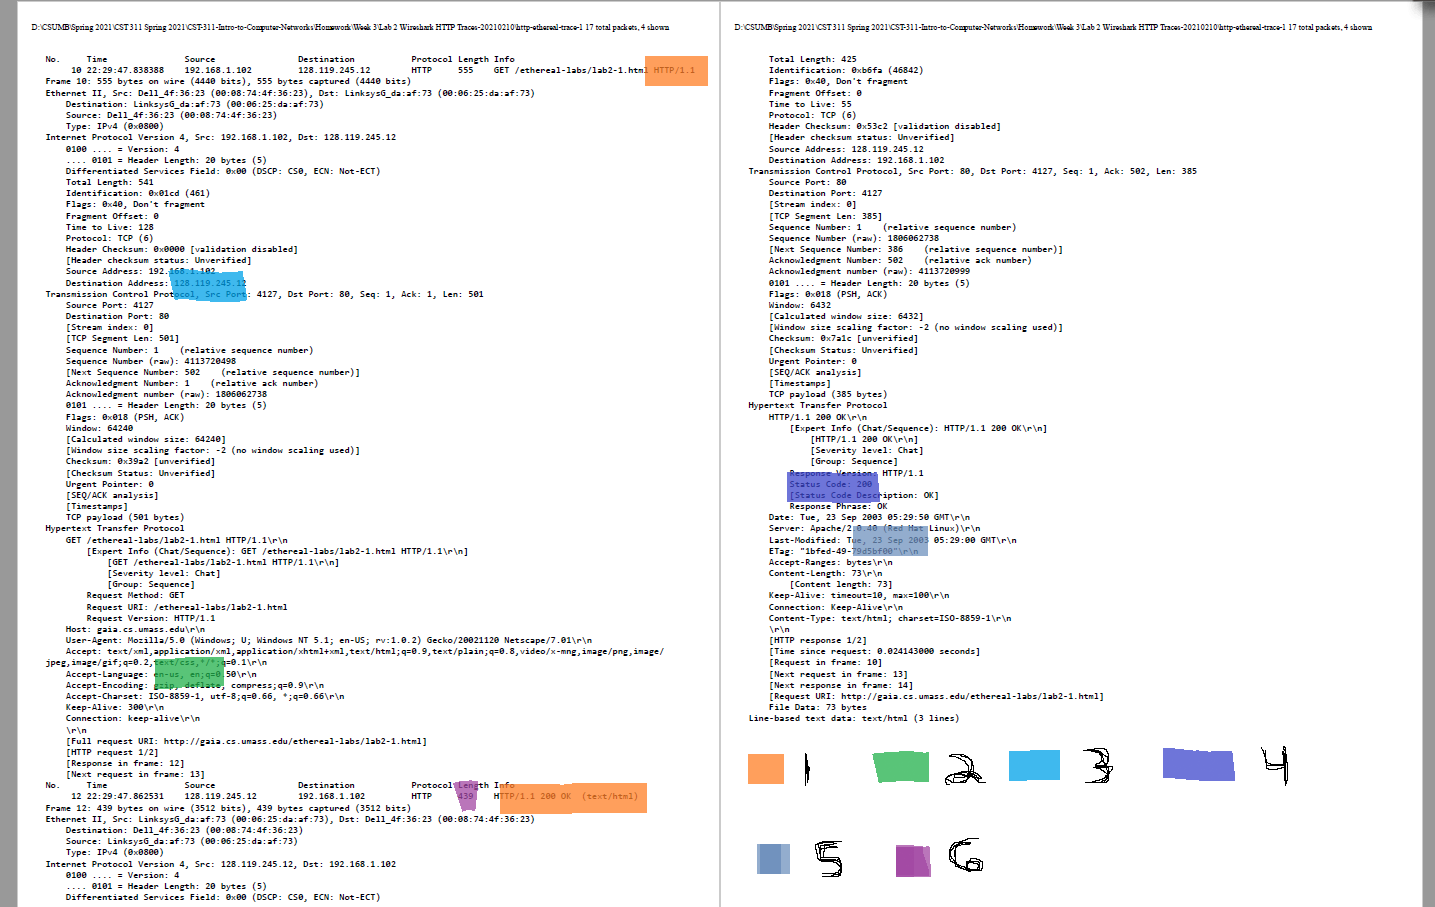 D:\CSUMB\Spring 2021\CST311 Spring 2021\CST-311-Intro-to-Computer-Networks\Homework\Week 3\Lab 2 Wireshark HTTP Traces-20210210\http-ethereal-trace-1 17 total packets, 4 shown
No. Time Source Destination Protocol Length Info
10 22:29:47.838388 192.168.1.102 128.119.245.12 HTTP 555 GET /ethereal-labs/lab2-1.html HTTP/1.1
Frame 10: 555 bytes on wire (4440 bits), 555 bytes captured (4440 bits)
Ethernet II, Src: Dell_4f:36:23 (00:08:74:4f:36:23), Dst: LinksysG_da:af:73 (00:06:25:da:af:73)
Destination: LinksysG_da:af:73 (00:06:25:da:af:73)
Source: Dell_4f:36:23 (00:08:74:4f:36:23)
Type: IPv4 (0x0800)
Internet Protocol Version 4, Src: 192.168.1.102, Dst: 128.119.245.12
0100 .... = Version: 4
.... 0101 = Header Length: 20 bytes (5)
Differentiated Services Field: 0x00 (DSCP: CS0, ECN: Not-ECT)
Total Length: 541
Identification: 0x01cd (461)
Flags: 0x40, Don't fragment
Fragment Offset: 0
Time to Live: 128
Protocol: TCP (6)
Header Checksum: 0x0000 [validation disabled]
[Header checksum status: Unverified]
Source Address: 192.168.1.102
Destination Address: 128.119.245.12
Transmission Control Protocol, Src Port: 4127, Dst Port: 80, Seq: 1, Ack: 1, Len: 501
Source Port: 4127
Destination Port: 80
[Stream index: 0]
[TCP Segment Len: 501]
Sequence Number: 1 (relative sequence number)
Sequence Number (raw): 4113720498
[Next Sequence Number: 502 (relative sequence number)]
Acknowledgment Number: 1 (relative ack number)
Acknowledgment number (raw): 1806062738
0101 .... = Header Length: 20 bytes (5)
Flags: 0x018 (PSH, ACK)
Window: 64240
[Calculated window size: 64240]
[Window size scaling factor: -2 (no window scaling used)]
Checksum: 0x39a2 [unverified]
[Checksum Status: Unverified]
Urgent Pointer: 0
[SEQ/ACK analysis]
[Timestamps]
TCP payload (501 bytes)
Hypertext Transfer Protocol
GET /ethereal-labs/lab2-1.html HTTP/1.1\r\n
[Expert Info (Chat/Sequence): GET /ethereal-labs/lab2-1.html HTTP/1.1\r\n]
[GET /ethereal-labs/lab2-1.html HTTP/1.1\r\n]
[Severity level: Chat]
[Group: Sequence]
Request Method: GET
Request URI: /ethereal-labs/lab2-1.html
Request Version: HTTP/1.1
Host: gaia.cs.umass.edu\r\n
User-Agent: Mozilla/5.0 (Windows; U; Windows NT 5.1; en-US; rv:1.0.2) Gecko/20021120 Netscape/7.01\r\n
Accept: text/xml,application/xml,application/xhtml+xml,text/html;q=0.9,text/plain;q=0.8,video/x-mng,image/png,image/
jpeg,image/gif;q=0.2,text/css,*/*;q=0.1\r\n
Accept-Language: en-us, en;q=0.50\r\n
Accept-Encoding: gzip, deflate, compress;q=0.9\r\n
Accept-Charset: ISO-8859-1, utf-8;q=0.66, *;q=0.66\r\n
Keep-Alive: 300\r\n
Connection: keep-alive\r\n
\r\n
[Full request URI: http://gaia.cs.umass.edu/ethereal-labs/lab2-1.html]
[HTTP request 1/2]
[Response in frame: 12]
[Next request in frame: 13]
No. Time Source Destination Protocol Length Info
12 22:29:47.862531 128.119.245.12 192.168.1.102 HTTP 439 HTTP/1.1 200 OK (text/html)
Frame 12: 439 bytes on wire (3512 bits), 439 bytes captured (3512 bits)
Ethernet II, Src: LinksysG_da:af:73 (00:06:25:da:af:73), Dst: Dell_4f:36:23 (00:08:74:4f:36:23)
Destination: Dell_4f:36:23 (00:08:74:4f:36:23)
Source: LinksysG_da:af:73 (00:06:25:da:af:73)
Type: IPv4 (0x0800)
Internet Protocol Version 4, Src: 128.119.245.12, Dst: 192.168.1.102
0100 .... = Version: 4
.... 0101 = Header Length: 20 bytes (5)
Differentiated Services Field: 0x00 (DSCP: CS0, ECN: Not-ECT)
D:\CSUMB\Spring 2021\CST311 Spring 2021\CST-311-Intro-to-Computer-Networks\Homework\Week 3\Lab 2 Wireshark HTTP Traces-20210210\http-ethereal-trace-1 17 total packets, 4 shown
Total Length: 425
Identification: 0xb6fa (46842)
Flags: 0x40, Don't fragment
Fragment Offset: 0
Time to Live: 55
Protocol: TCP (6)
Header Checksum: 0x53c2 [validation disabled]
[Header checksum status: Unverified]
Source Address: 128.119.245.12
Destination Address: 192.168.1.102
Transmission Control Protocol, Src Port: 80, Dst Port: 4127, Seq: 1, Ack: 502, Len: 385
Source Port: 80
Destination Port: 4127
[Stream index: 0]
[TCP Segment Len: 385]
Sequence Number: 1 (relative sequence number)
Sequence Number (raw): 1806062738
[Next Sequence Number: 386 (relative sequence number)]
Acknowledgment Number: 502 (relative ack number)
Acknowledgment number (raw): 4113720999
0101 .... = Header Length: 20 bytes (5)
Flags: 0x018 (PSH, ACK)
Window: 6432
[Calculated window size: 6432]
[Window size scaling factor: -2 (no window scaling used)]
Checksum: 0x7a1c [unverified]
[Checksum Status: Unverified]
Urgent Pointer: 0
[SEQ/ACK analysis]
[Timestamps]
TCP payload (385 bytes)
Hypertext Transfer Protocol
HTTP/1.1 200 OK\r\n
[Expert Info (Chat/Sequence): HTTP/1.1 200 OK\r\n]
[HTTP/1.1 200 OK\r\n]
[Severity level: Chat]
[Group: Sequence]
Response Version: HTTP/1.1
Status Code: 200
[Status Code Description: OK]
Response Phrase: OK
Date: Tue, 23 Sep 2003 05:29:50 GMT\r\n
Server: Apache/2.0.40 (Red Hat Linux)\r\n
Last-Modified: Tue, 23 Sep 2003 05:29:00 GMT\r\n
ETag: "1bfed-49-79d5bf00"\r\n
Accept-Ranges: bytes\r\n
Content-Length: 73\r\n
[Content length: 73]
Keep-Alive: timeout=10, max=100\r\n
Connection: Keep-Alive\r\n
Content-Type: text/html; charset=ISO-8859-1\r\n
\r\n
[HTTP response 1/2]
[Time since request: 0.024143000 seconds]
[Request in frame: 10]
[Next request in frame: 13]
[Next response in frame: 14]
[Request URI: http://gaia.cs.umass.edu/ethereal-labs/lab2-1.html]
File Data: 73 bytes
Line-based text data: text/html (3 lines)
1 2 3 4
5 6